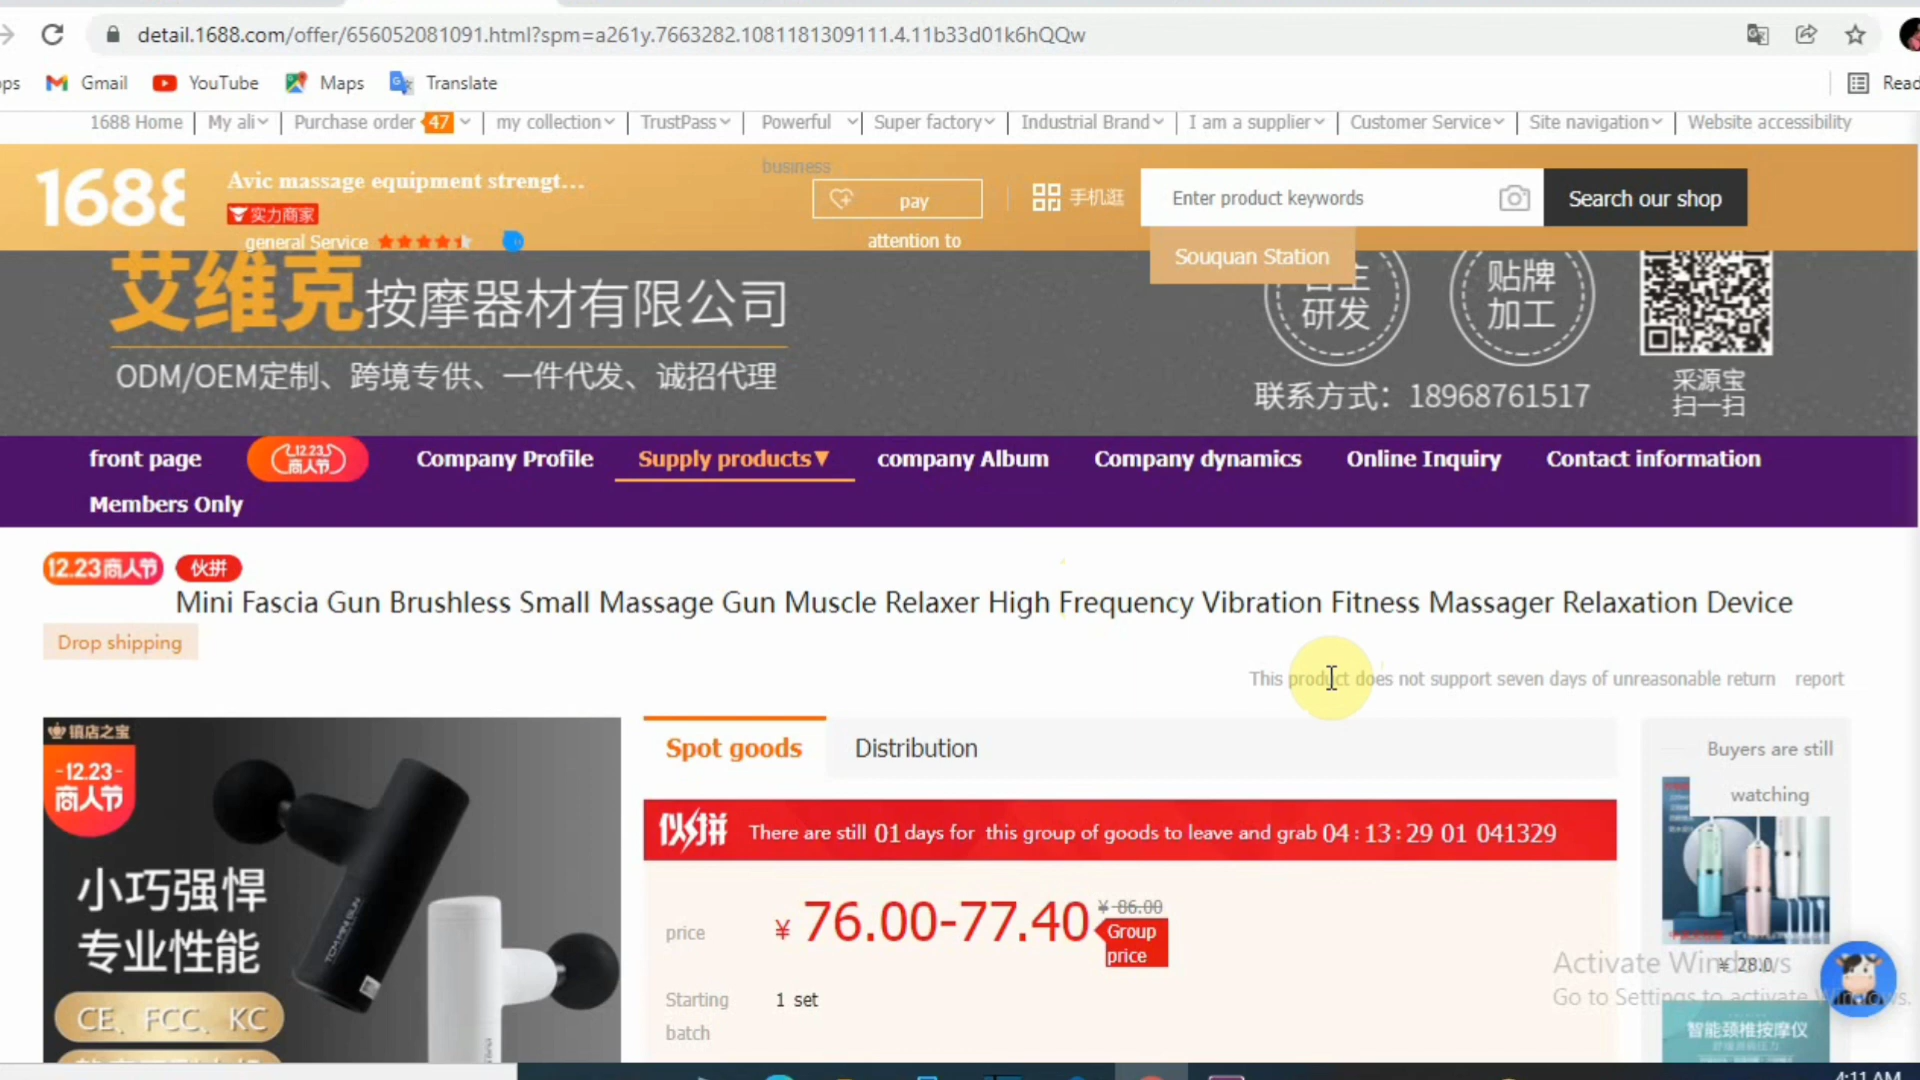 detail.1688.com/offer/656052081091.html?spm=a261y.7663282.1081181309111.4.11b33d01k6hQQw
Gmail YouTube Maps Translate
1688 Home My ali Purchase order 47 my collection TrustPass Powerful Super factory Industrial Brand I am a supplier Customer Service Site navigation Website accessibility
business
1688
Avic massage equipment strengt...
实力商家
general Service
pay
attention to
手机逛
Enter product keywords
Search our shop
Souquan Station
艾维克按摩器材有限公司
ODM/OEM定制、跨境专供、一件代发、诚招代理
研发
贴牌
加工
联系方式：18968761517
采源宝
扫一扫
front page 12.23 商人节 Company Profile Supply products▼ company Album Company dynamics Online Inquiry Contact information
Members Only
12.23商人节 伙拼
Mini Fascia Gun Brushless Small Massage Gun Muscle Relaxer High Frequency Vibration Fitness Massager Relaxation Device
Drop shipping
This product does not support seven days of unreasonable return report
镇店之宝
-12.23-
商人节
小巧强悍
专业性能
CE、FCC、KC
Spot goods Distribution
伙拼 There are still 01 days for this group of goods to leave and grab 04:13:29 01 041329
price ¥ 76.00-77.40 ¥ 86.00
Group
price
Starting
batch
1 set
Buyers are still
watching
¥ 28.0
智能颈椎按摩仪
Activate Windows
Go to Settings to activate Windows.
4:11 AM